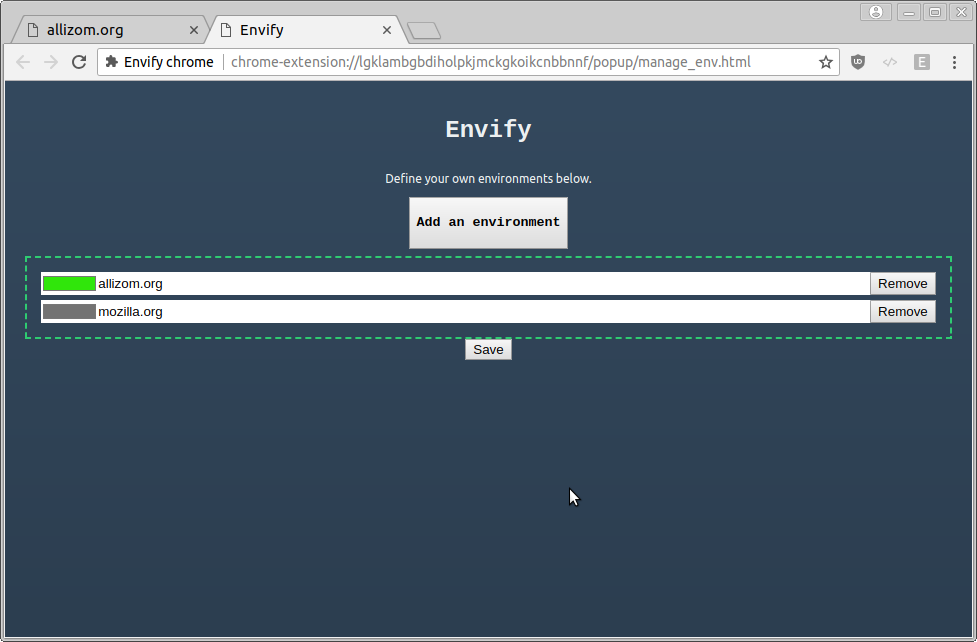 allizom.org
Envify
Envify chrome
chrome-extension://lgklambgbdiholpkjmckgkoikcnbbnnf/popup/manage_env.html
UD
</>
E
Envify
Define your own environments below.
Add an environment
allizom.org
Remove
mozilla.org
Remove
Save